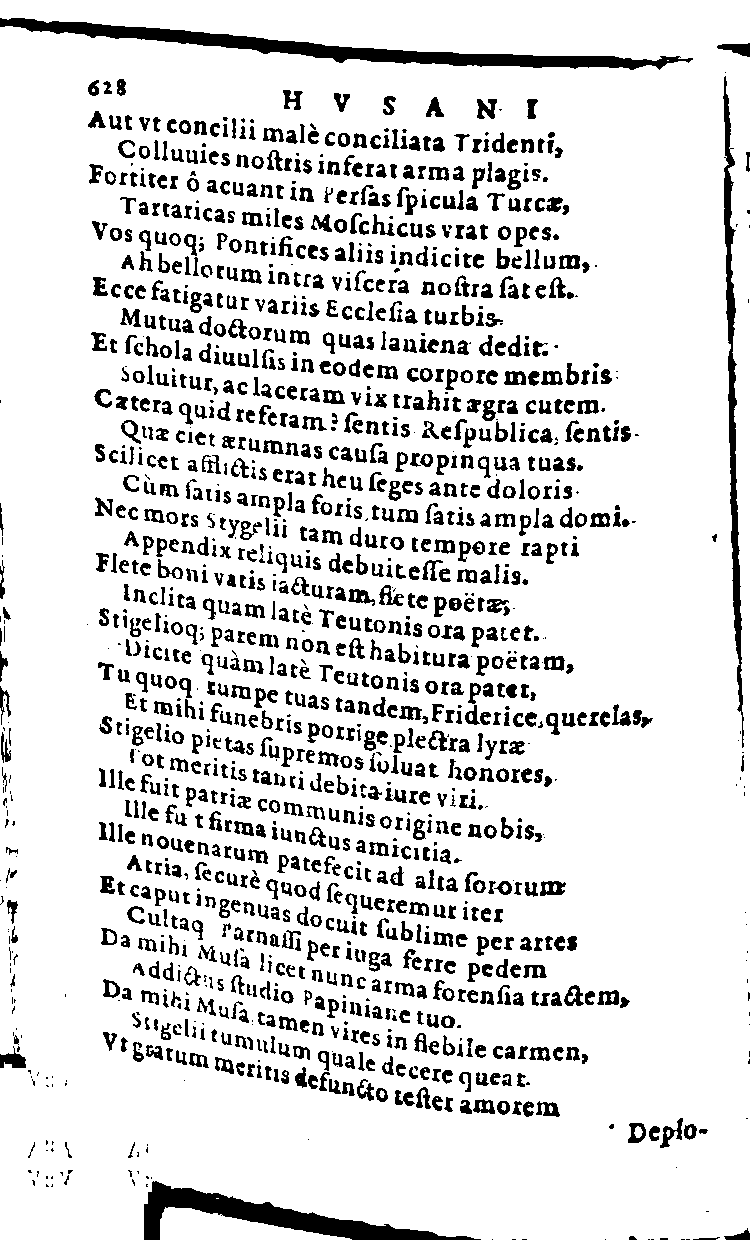 628
HVSANI
Aut vt concilii malè conciliata Tridenti,
Colluuies noſtris inferat arma plagis.
Fortiter ô acuant in Perſas ſpicula Turcæ,
Tartaricas miles Moſchicus vrat opes.
Vos quoq; Pontifices aliis indicite bellum,
Ah bellorum intra viſcera noſtra ſat eſt.
Ecce fatigatur variis Eccleſia turbis
Mutua doctorum quas laniena dedit.
Et ſchola diuulſis in eodem corpore membris
Soluitur, ac laceram vix trahit ægra cutem.
Cætera quid referam? ſentis Reſpublica, ſentis
Quæ ciet ærumnas cauſa propinqua tuas.
Scilicet afflictis erat heu ſeges ante doloris
Cùm ſatis ampla foris, tum ſatis ampla domi.
Nec mors Stygelii tam duro tempore rapti
Appendix reliquis debuit eſſe malis.
Flete boni vatis iacturam, flete poëtæ,
Inclita quam latè Teutonis ora patet.
Stigelioq; parem non eſt habitura poëtam,
Dicite quàm latè Teutonis ora patet,
Tu quoq rumpe tuas tandem, Friderice, querelas,
Et mihi funebris porrige plectra lyræ
Stigelio pietas ſupremos ſoluat honores,
Tot meritis tanti debita iure viri.
Ille fuit patriæ communis origine nobis,
Ille fu t firma iunctus amicitia.
Ille nouenarum patefecit ad alta ſororum
Atria, ſecurè quod ſequeremur iter
Et caput ingenuas docuit ſublime per artes
Cultaq Parnaſſi per iuga ferre pedem
Da mihi Muſa licet nunc arma forenſia tractem,
Addictus ſtudio Papiniane tuo.
Da mihi Muſa tamen vires in flebile carmen,
Stigelii tumulum quale decere queat.
Vt gratum meritis defuncto teſter amorem
Deplo-